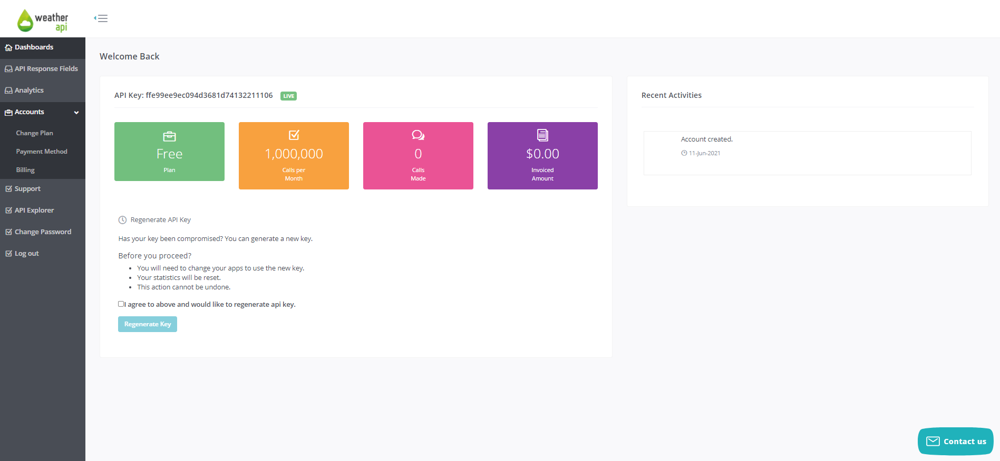 weather
api
Dashboards
API Response Fields
Analytics
Accounts
Change Plan
Payment Method
Billing
Support
API Explorer
Change Password
Log out
Welcome Back
API Key: ffe99ee9ec094d3681d74132211106 LIVE
Free
Plan
1,000,000
Calls per
Month
0
Calls
Made
$0.00
Invoiced
Amount
Regenerate API Key
Has your key been compromised? You can generate a new key.
Before you proceed?
You will need to change your apps to use the new key.
Your statistics will be reset.
This action cannot be undone.
I agree to above and would like to regenerate api key.
Regenerate Key
Recent Activities
Account created.
11-Jun-2021
Contact us